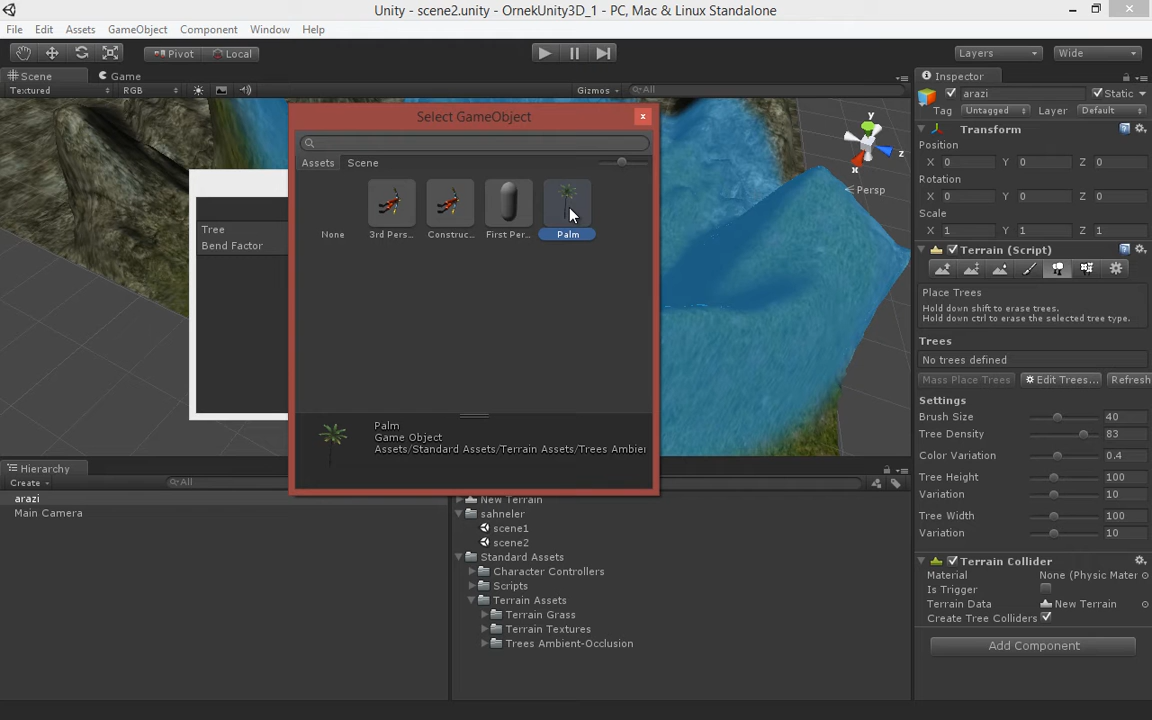 Unity - scene2.unity - OrnekUnity3D_1 - PC, Mac & Linux Standalone
File Edit Assets GameObject Component Window Help
Pivot Local Layers Wide
Scene Game
Textured RGB Gizmos All
Select GameObject
Assets Scene
None 3rd Pers... Construc... First Per... Palm
Palm
Game Object
Assets/Standard Assets/Terrain Assets/Trees Ambie
Tree
Bend Factor
y
z
x
Persp
Inspector
arazi Static
Tag Untagged Layer Default
Transform
Position
X 0 Y 0 Z 0
Rotation
X 0 Y 0 Z 0
Scale
X 1 Y 1 Z 1
Terrain (Script)
Place Trees
Hold down shift to erase trees.
Hold down ctrl to erase the selected tree type.
Trees
No trees defined
Mass Place Trees Edit Trees... Refresh
Settings
Brush Size 40
Tree Density 83
Color Variation 0.4
Tree Height 100
Variation 10
Tree Width 100
Variation 10
Terrain Collider
Material None (Physic Mater
Is Trigger
Terrain Data New Terrain
Create Tree Colliders
Add Component
Hierarchy
Create All
arazi
Main Camera
New Terrain
sahneler
scene1
scene2
Standard Assets
Character Controllers
Scripts
Terrain Assets
Terrain Grass
Terrain Textures
Trees Ambient-Occlusion